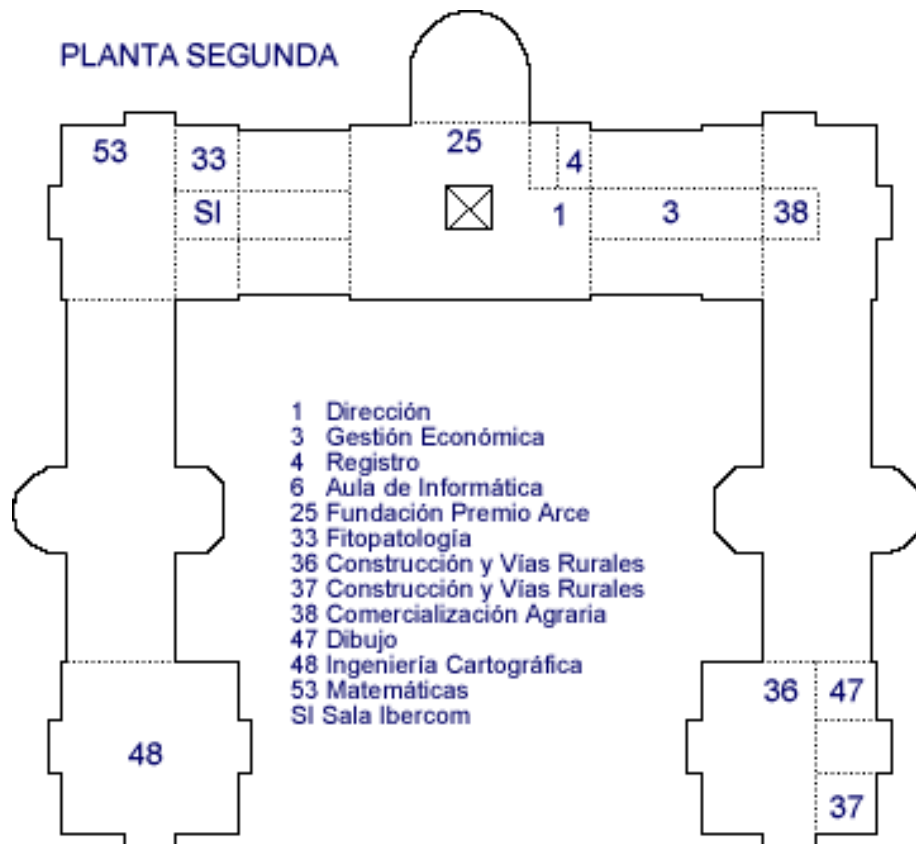 PLANTA SEGUNDA
53
33
25
4
SI
1
3
38
1 Dirección
3 Gestión Económica
4 Registro
6 Aula de Informática
25 Fundación Premio Arce
33 Fitopatología
36 Construcción y Vías Rurales
37 Construcción y Vías Rurales
38 Comercialización Agraria
47 Dibujo
48 Ingeniería Cartográfica
53 Matemáticas
SI Sala Ibercom
36
47
48
37